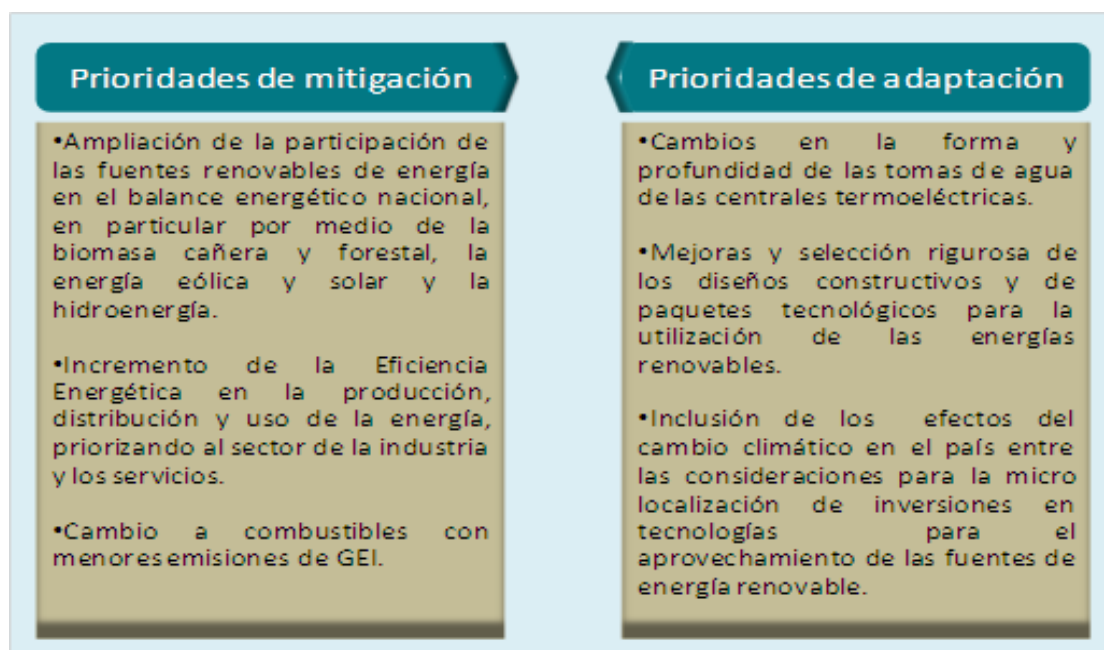 Prioridades de mitigación
•Ampliación de la participación de
las fuentes renovables de energía
en el balance energético nacional,
en particular por medio de la
biomasa cañera y forestal, la
energía eólica y solar y la
hidroenergía.
•Incremento de la Eficiencia
Energética en la producción,
distribución y uso de la energía,
priorizando al sector de la industria
y los servicios.
•Cambio a combustibles con
menores emisiones de GEI.
Prioridades de adaptación
•Cambios en la forma y
profundidad de las tomas de agua
de las centrales termoeléctricas.
•Mejoras y selección rigurosa de
los diseños constructivos y de
paquetes tecnológicos para la
utilización de las energías
renovables.
•Inclusión de los efectos del
cambio climático en el país entre
las consideraciones para la micro
localización de inversiones en
tecnologías para el
aprovechamiento de las fuentes de
energía renovable.